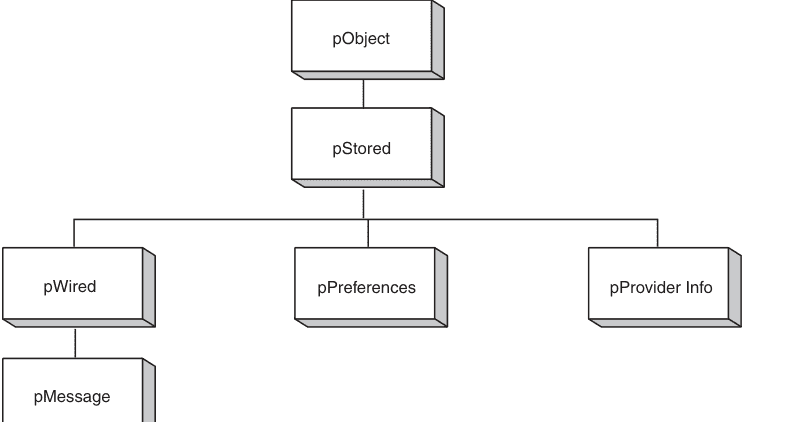 pObject
pStored
pWired
pPreferences
pProvider Info
pMessage